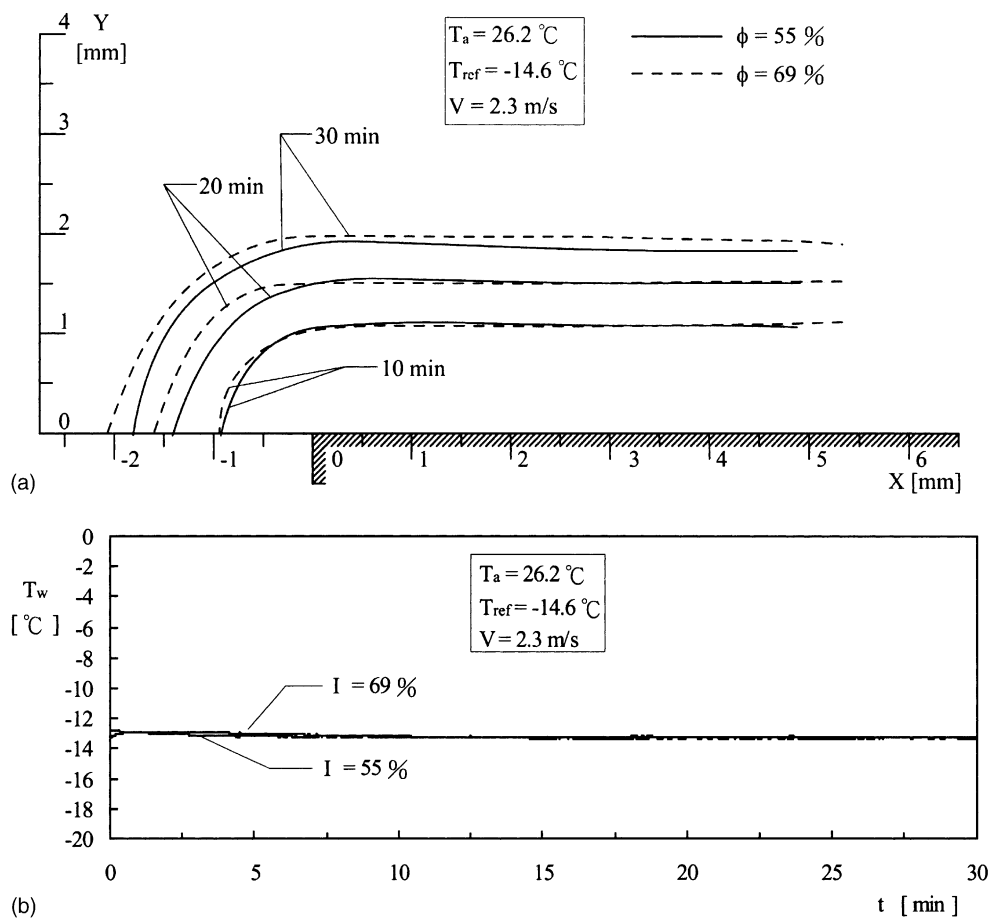 4 Y
[mm]
3
2
1
0
Ta = 26.2 ℃
Tref = -14.6 ℃
V = 2.3 m/s
ϕ = 55 %
ϕ = 69 %
30 min
20 min
10 min
-2 -1 0 1 2 3 4 5 6
X [mm]
(a)
0
-2
-4
-6
-8
-10
-12
-14
-16
-18
-20
Tw
[ ℃ ]
Ta = 26.2 ℃
Tref = -14.6 ℃
V = 2.3 m/s
I = 69 %
I = 55 %
0 5 10 15 20 25 30
t [ min ]
(b)